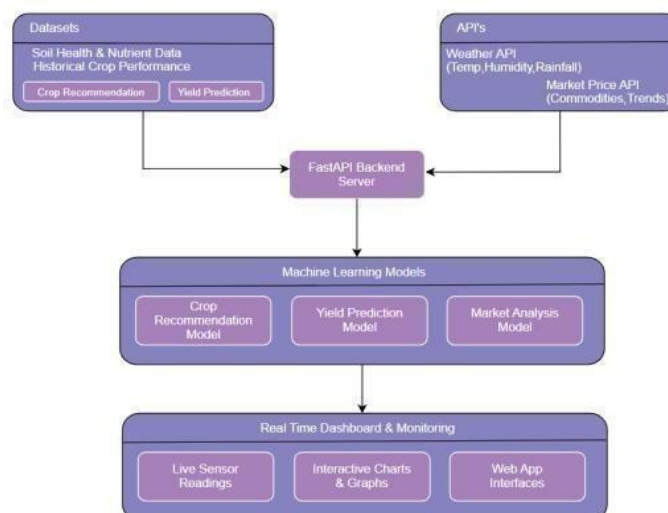 Datasets
Soil Health & Nutrient Data
Historical Crop Performance
Crop Recommendation
Yield Prediction
API's
Weather API
(Temp,Humidity,Rainfall)
Market Price API
(Commodities,Trends)
FastAPI Backend
Server
Machine Learning Models
Crop
Recommendation
Model
Yield Prediction
Model
Market Analysis
Model
Real Time Dashboard & Monitoring
Live Sensor
Readings
Interactive Charts
& Graphs
Web App
Interfaces